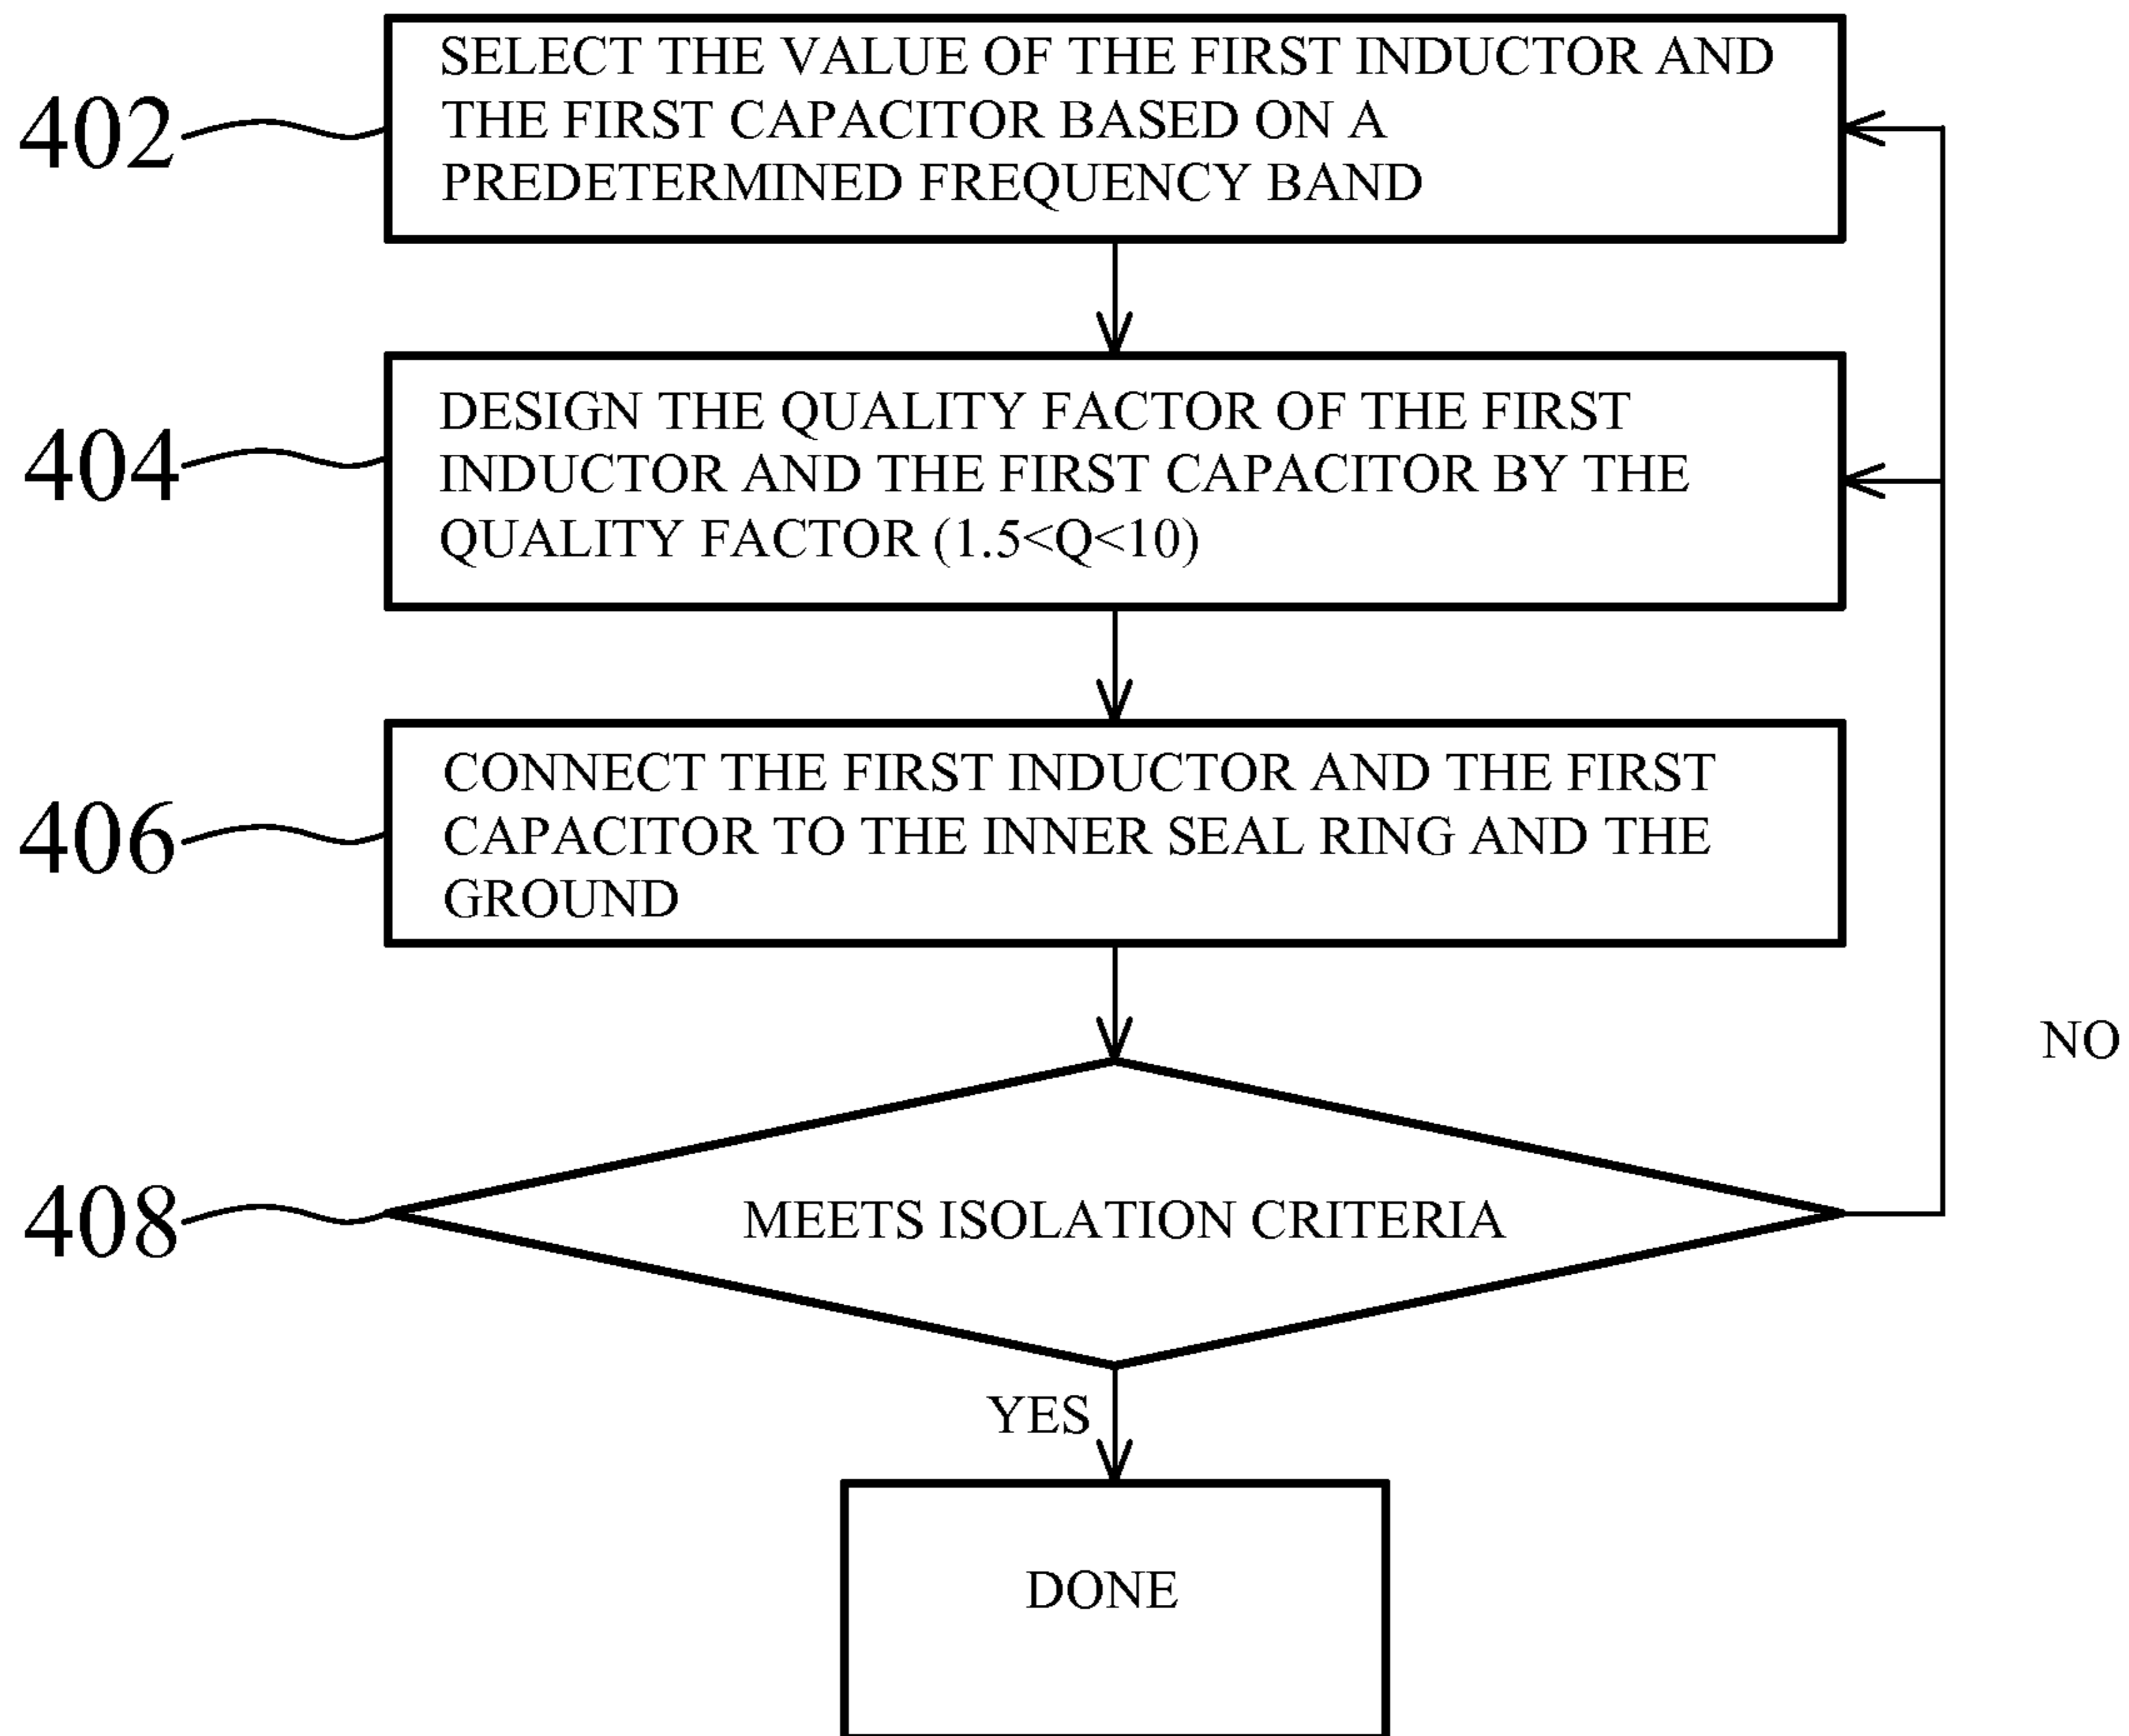 402
SELECT THE VALUE OF THE FIRST INDUCTOR AND
THE FIRST CAPACITOR BASED ON A
PREDETERMINED FREQUENCY BAND
404
DESIGN THE QUALITY FACTOR OF THE FIRST
INDUCTOR AND THE FIRST CAPACITOR BY THE
QUALITY FACTOR (1.5<Q<10)
406
CONNECT THE FIRST INDUCTOR AND THE FIRST
CAPACITOR TO THE INNER SEAL RING AND THE
GROUND
NO
408
MEETS ISOLATION CRITERIA
YES
DONE